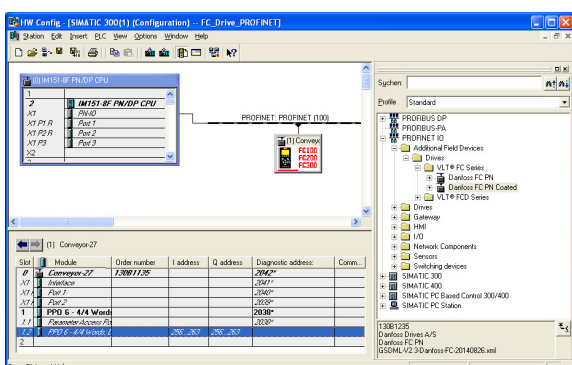 HW Config - [SIMATIC 300(1) (Configuration) -- FC_Drive_PROFINET]
Station Edit Insert PLC View Options Window Help
(0) IM151-8F PN/DP CPU
1
2 IM151-8F PN/DP CPU
X1 PN-IO
X1 P1 R Port 1
X1 P2 R Port 2
X1 P3 Port 3
X2
PROFINET: PROFINET (100)
(1) Conveyo
FC100
FC200
FC300
Suchen:
Profile Standard
PROFIBUS DP
PROFIBUS-PA
PROFINET IO
Additional Field Devices
Drives
VLT® FC Series
Danfoss FC PN
Danfoss FC PN Coated
VLT® FCD Series
Drives
Gateway
HMI
I/O
Network Components
Sensors
Switching devices
SIMATIC 300
SIMATIC 400
SIMATIC PC Based Control 300/400
SIMATIC PC Station
(1) Conveyor-27
Slot Module Order number I address Q address Diagnostic address: Comm...
0 Conveyor-27 130B1135 2042*
X1 Interface 2041*
X1 Port 1 2040*
X1 Port 2 2039*
1 PPO 6 - 4/4 Words 2038*
1.1 Parameter Access Po 2038*
1.2 PPO 6 - 4/4 Words, 256...263 256...263
2
130B1235
Danfoss Drives A/S
Danfoss FC PN
GSDML-V2.3-Danfoss-FC-20140826.xml